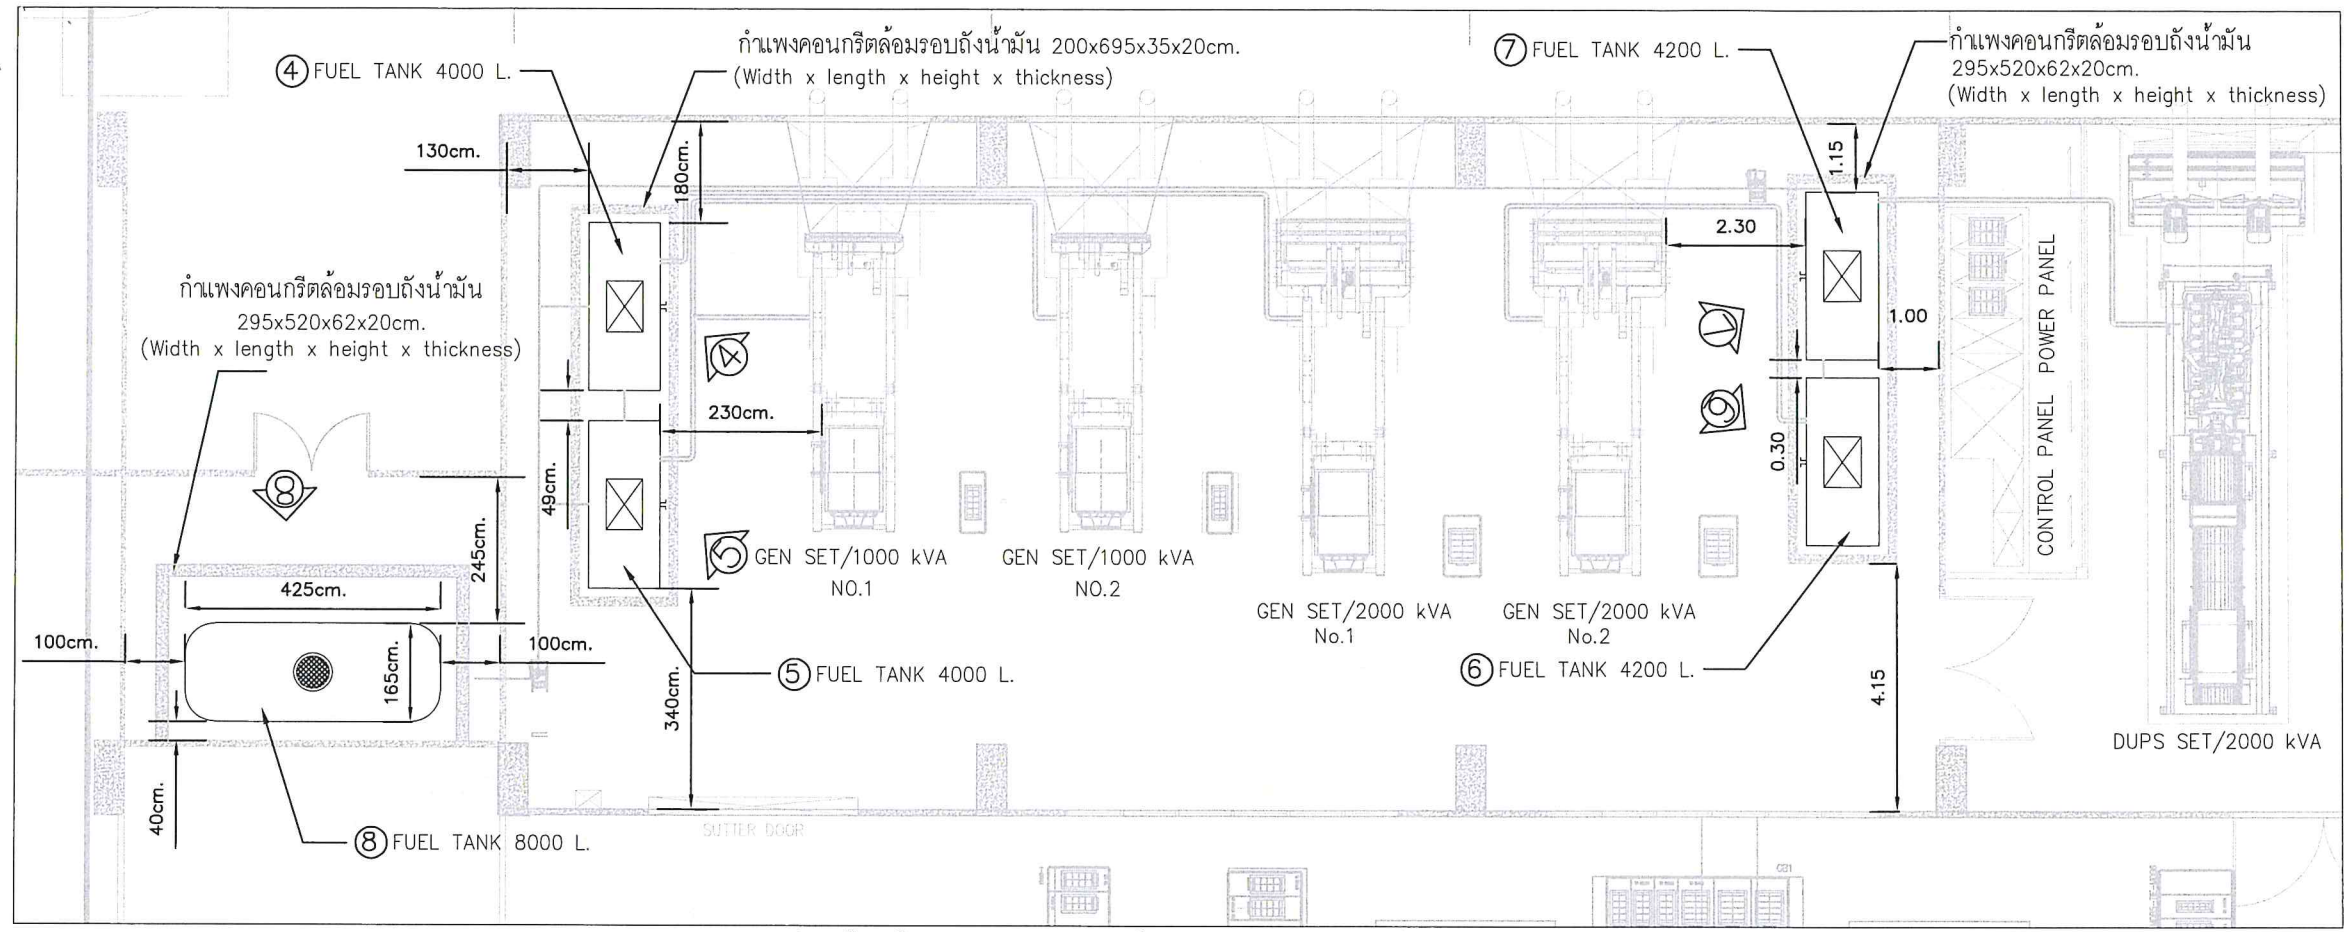 กำแพงคอนกรีตล้อมรอบถังน้ำมัน 200x695x35x20cm.
(Width x length x height x thickness)
④ FUEL TANK 4000 L.
⑦ FUEL TANK 4200 L.
กำแพงคอนกรีตล้อมรอบถังน้ำมัน
295x520x62x20cm.
(Width x length x height x thickness)
130cm.
180cm.
1.15
2.30
1.00
กำแพงคอนกรีตล้อมรอบถังน้ำมัน
295x520x62x20cm.
(Width x length x height x thickness)
4
7
POWER PANEL
CONTROL PANEL
230cm.
49cm.
6
0.30
8
5
245cm.
GEN SET/1000 kVA
NO.1
GEN SET/1000 kVA
NO.2
GEN SET/2000 kVA
No.1
GEN SET/2000 kVA
No.2
425cm.
100cm.
165cm.
100cm.
⑤ FUEL TANK 4000 L.
⑥ FUEL TANK 4200 L.
340cm.
4.15
DUPS SET/2000 kVA
40cm.
⑧ FUEL TANK 8000 L.
SUTTER DOOR